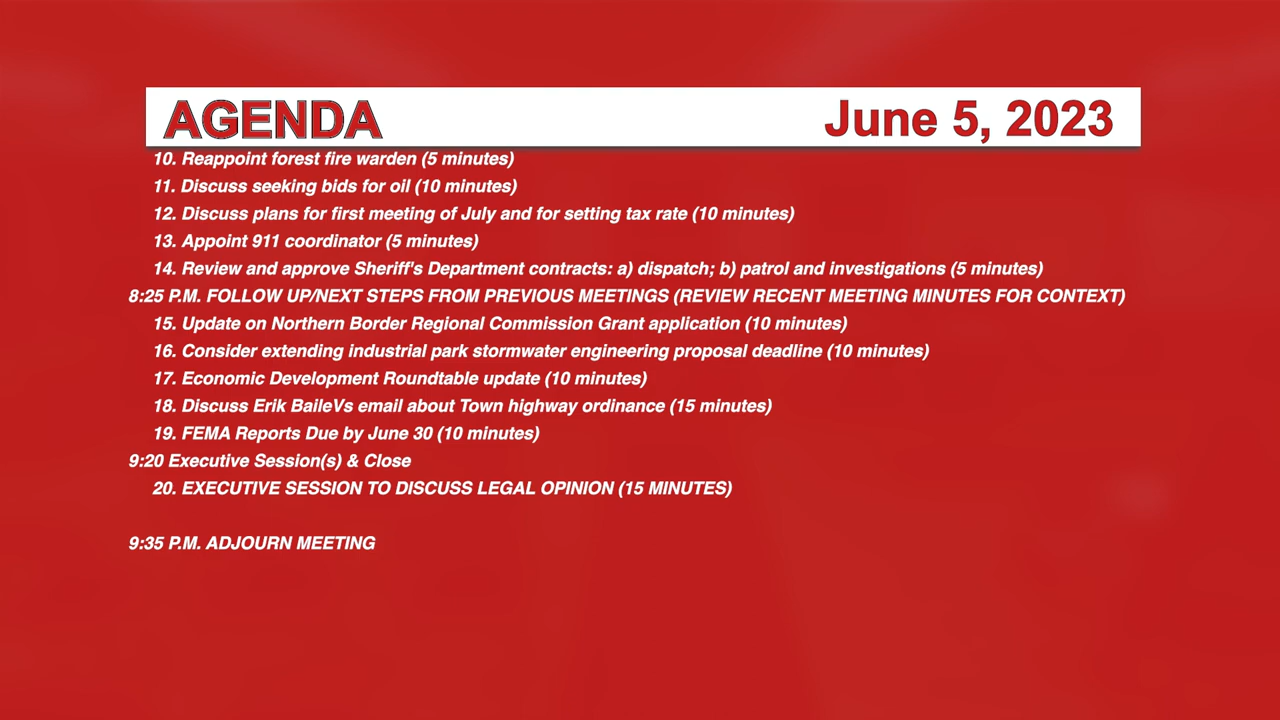 AGENDA
June 5, 2023
10. Reappoint forest fire warden (5 minutes)
11. Discuss seeking bids for oil (10 minutes)
12. Discuss plans for first meeting of July and for setting tax rate (10 minutes)
13. Appoint 911 coordinator (5 minutes)
14. Review and approve Sheriff's Department contracts: a) dispatch; b) patrol and investigations (5 minutes)
8:25 P.M. FOLLOW UP/NEXT STEPS FROM PREVIOUS MEETINGS (REVIEW RECENT MEETING MINUTES FOR CONTEXT)
15. Update on Northern Border Regional Commission Grant application (10 minutes)
16. Consider extending industrial park stormwater engineering proposal deadline (10 minutes)
17. Economic Development Roundtable update (10 minutes)
18. Discuss Erik BaileVs email about Town highway ordinance (15 minutes)
19. FEMA Reports Due by June 30 (10 minutes)
9:20 Executive Session(s) & Close
20. EXECUTIVE SESSION TO DISCUSS LEGAL OPINION (15 MINUTES)
9:35 P.M. ADJOURN MEETING